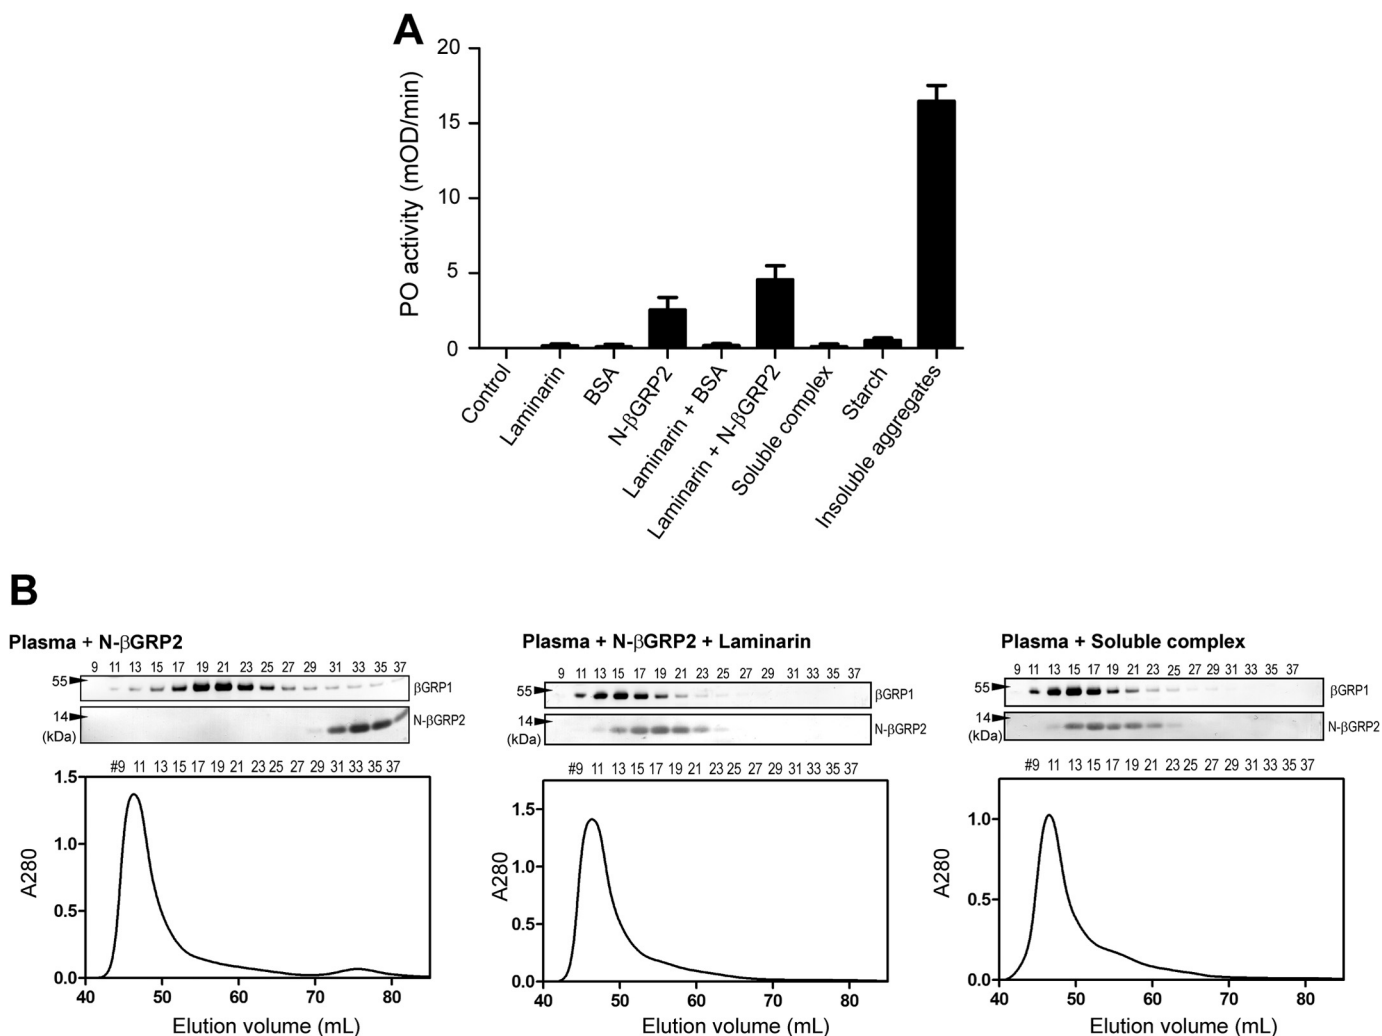 A
20
15
10
5
0
PO activity (mOD/min)
Control
Laminarin
BSA
N-βGRP2
Laminarin + BSA
Laminarin + N-βGRP2
Soluble complex
Starch
Insoluble aggregates
B
Plasma + N-βGRP2
9 11 13 15 17 19 21 23 25 27 29 31 33 35 37
55 βGRP1
14 N-βGRP2
(kDa)
#9 11 13 15 17 19 21 23 25 27 29 31 33 35 37
1.5
1.0
0.5
0.0
A280
40 50 60 70 80
Elution volume (mL)
Plasma + N-βGRP2 + Laminarin
9 11 13 15 17 19 21 23 25 27 29 31 33 35 37
55 βGRP1
14 N-βGRP2
(kDa)
#9 11 13 15 17 19 21 23 25 27 29 31 33 35 37
1.5
1.0
0.5
0.0
A280
40 50 60 70 80
Elution volume (mL)
Plasma + Soluble complex
9 11 13 15 17 19 21 23 25 27 29 31 33 35 37
55 βGRP1
14 N-βGRP2
(kDa)
#9 11 13 15 17 19 21 23 25 27 29 31 33 35 37
1.0
0.5
0.0
A280
40 50 60 70 80
Elution volume (mL)